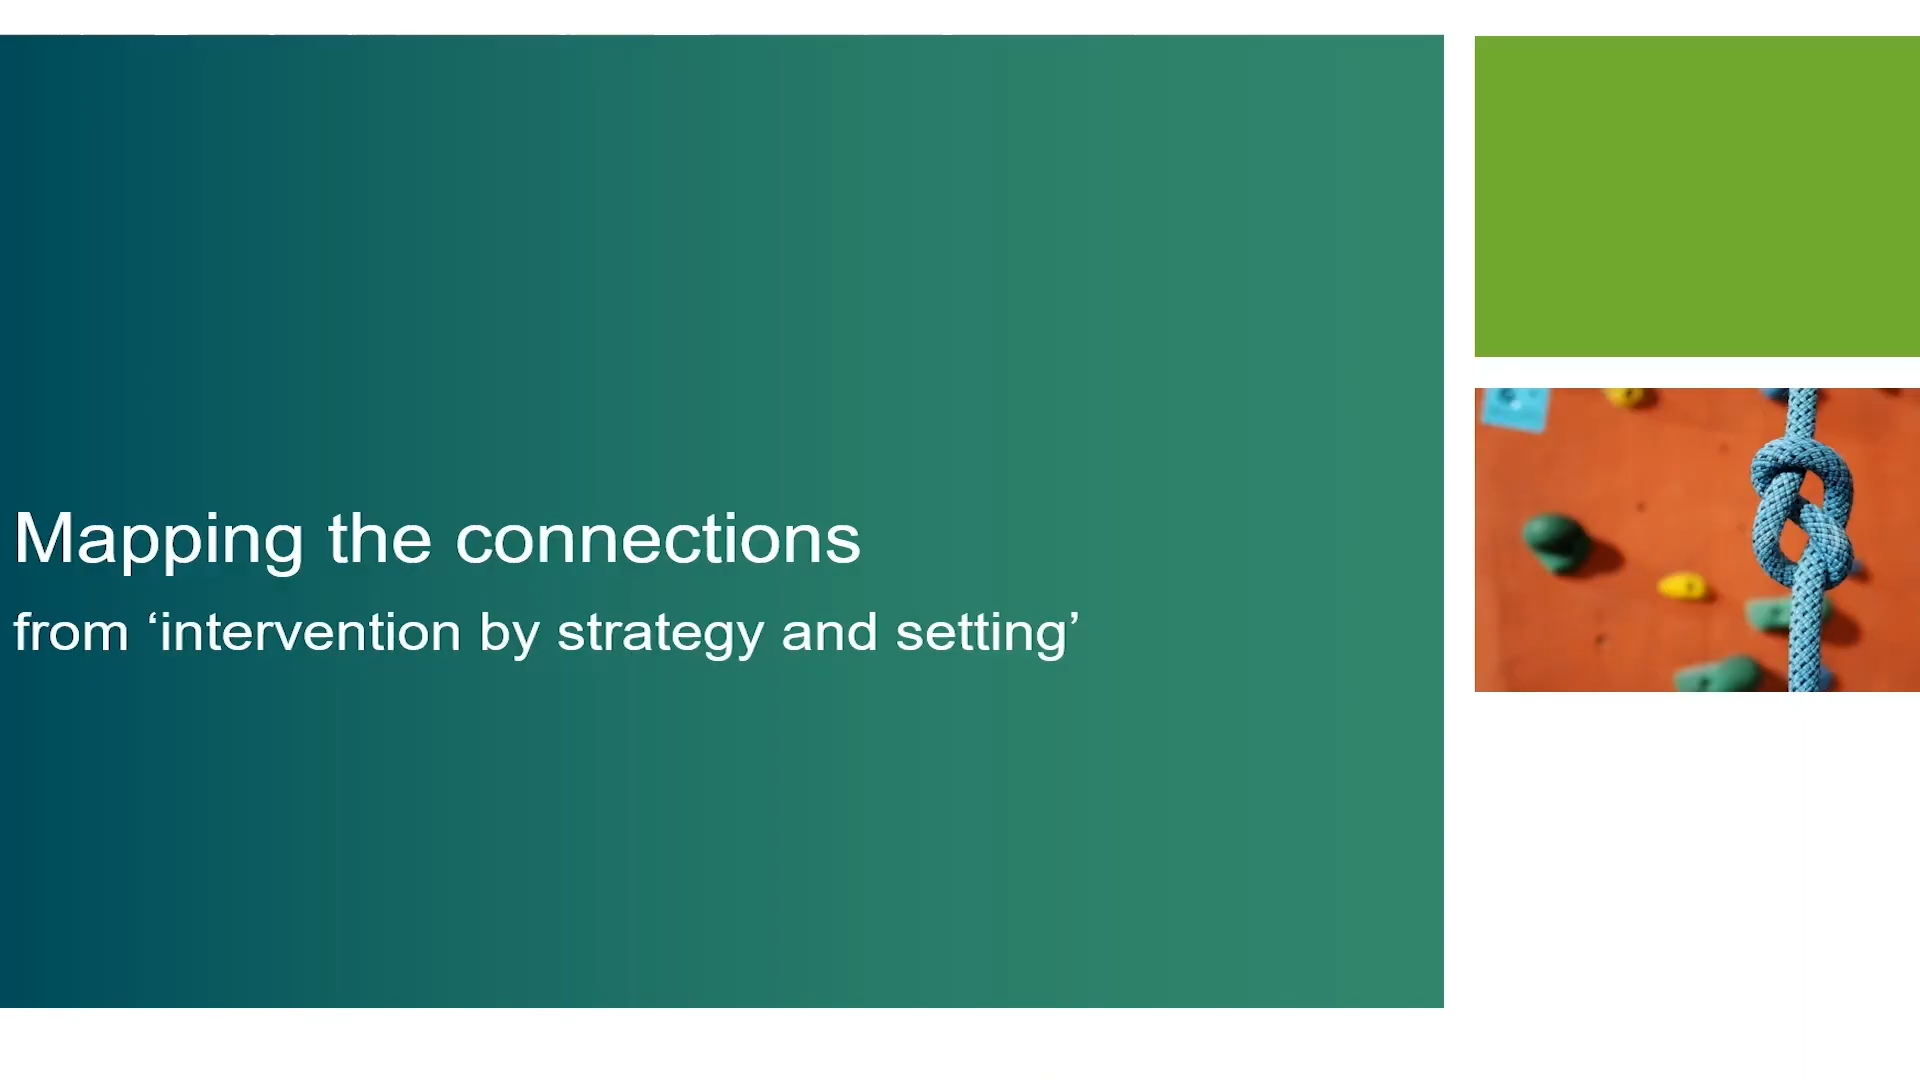 Mapping the connections
from ‘intervention by strategy and setting’